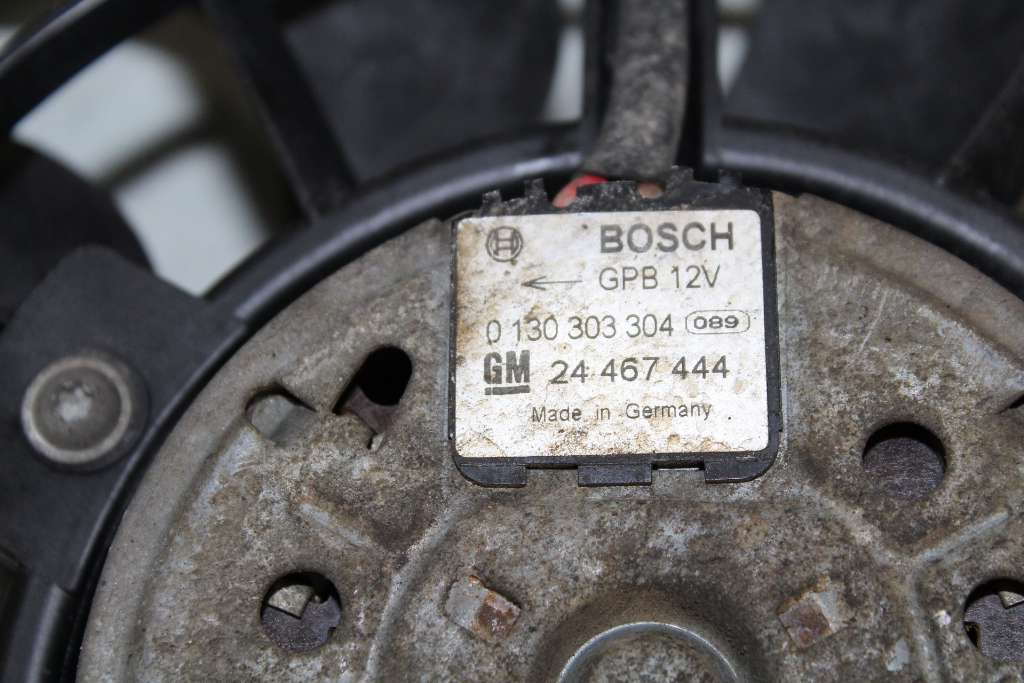 BOSCH
← GPB 12V
0 130 303 304 089
GM 24 467 444
Made in Germany